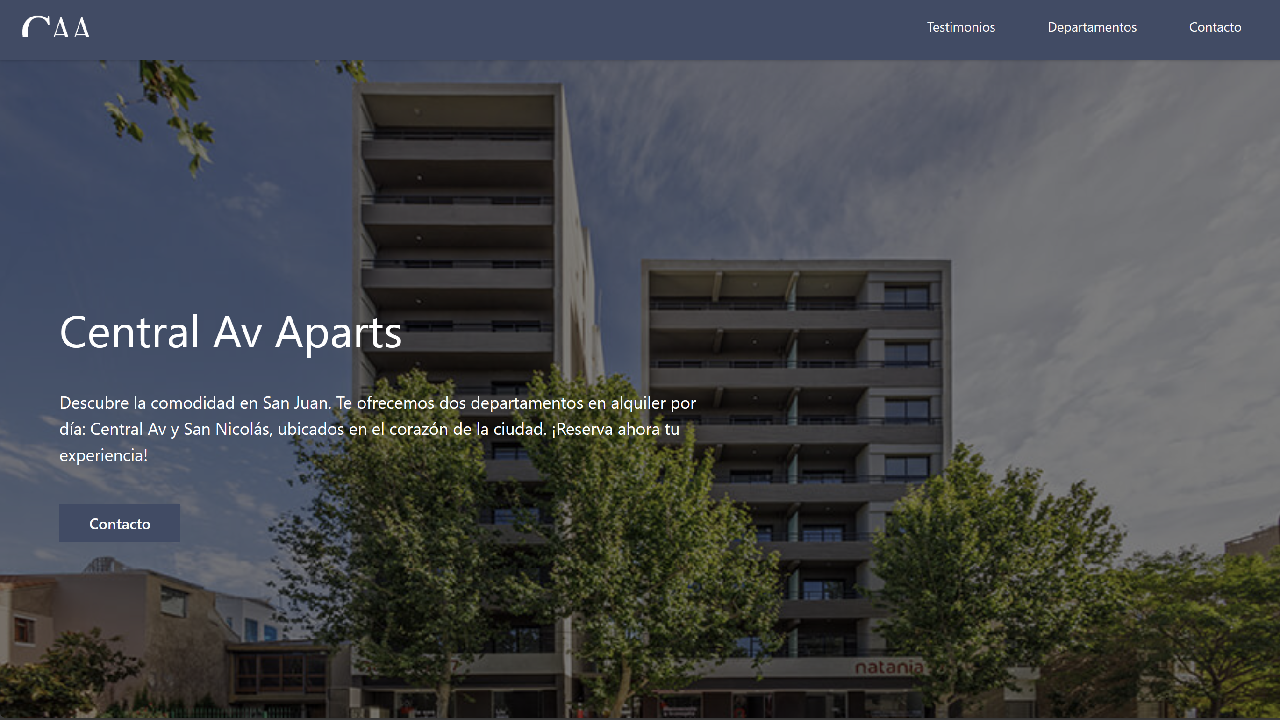 CAA
Testimonios Departamentos Contacto
Central Av Aparts
Descubre la comodidad en San Juan. Te ofrecemos dos departamentos en alquiler por
día: Central Av y San Nicolás, ubicados en el corazón de la ciudad. ¡Reserva ahora tu
experiencia!
Contacto
natania